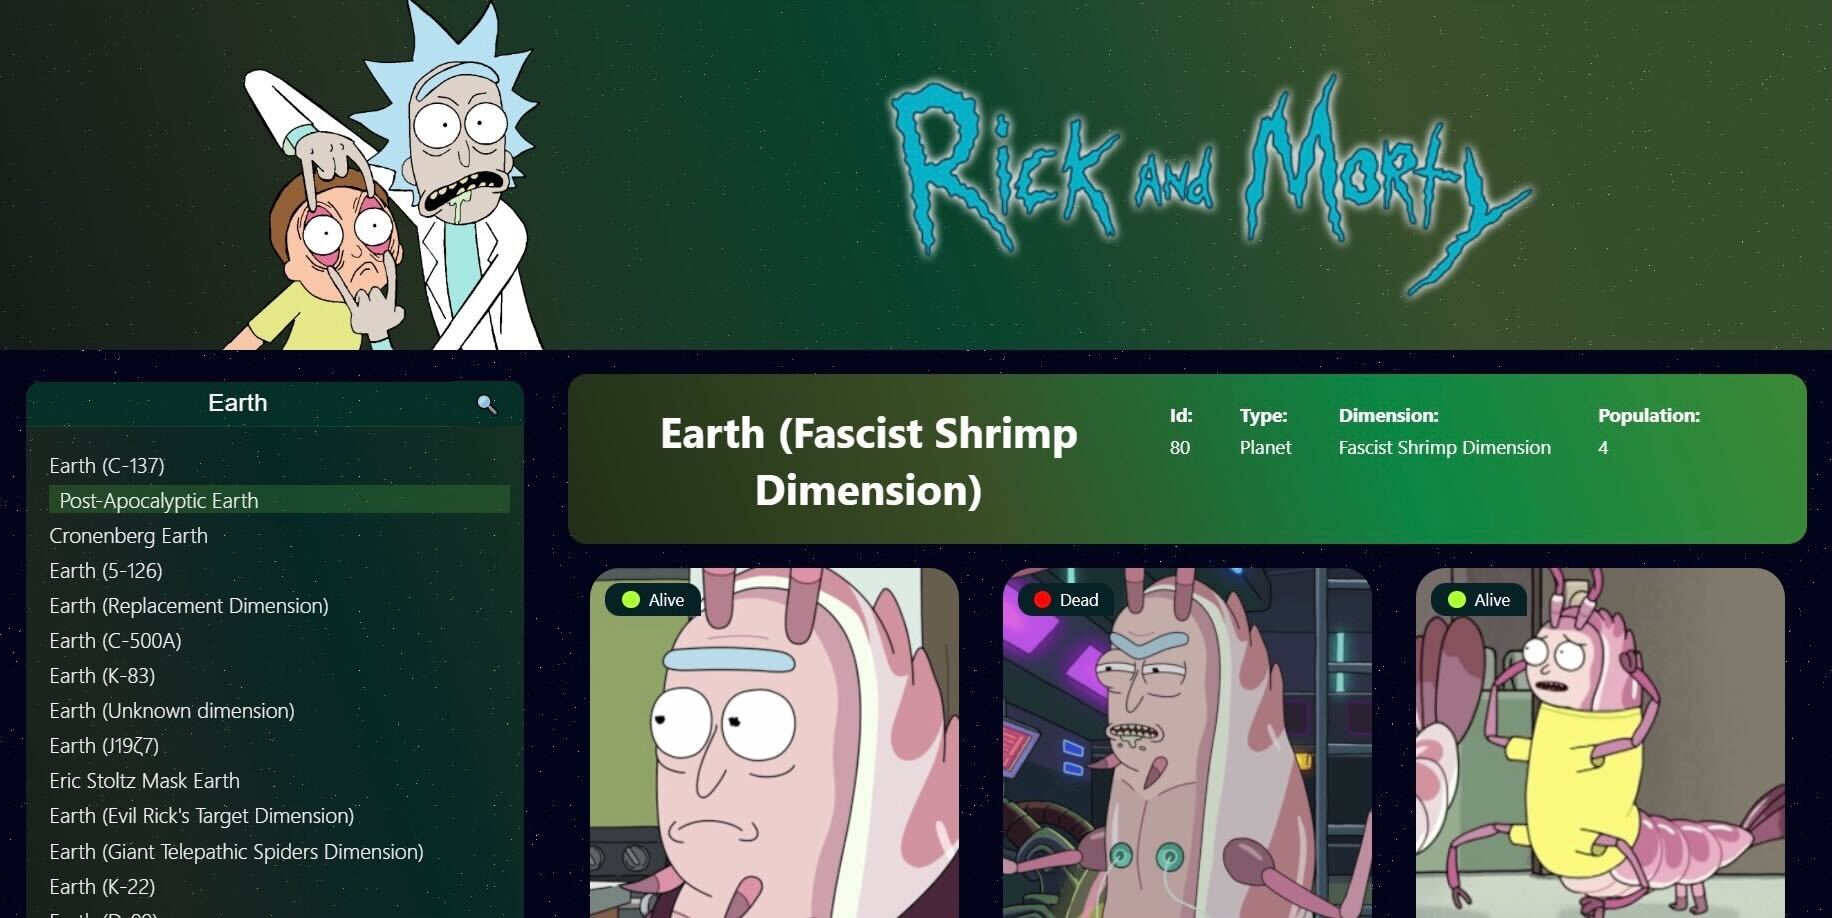 Rick and Morty
Earth
Earth (C-137)
Post-Apocalyptic Earth
Cronenberg Earth
Earth (5-126)
Earth (Replacement Dimension)
Earth (C-500A)
Earth (K-83)
Earth (Unknown dimension)
Earth (J19ζ7)
Eric Stoltz Mask Earth
Earth (Evil Rick's Target Dimension)
Earth (Giant Telepathic Spiders Dimension)
Earth (K-22)
Earth (Fascist Shrimp
Dimension)
Id: Type: Dimension: Population:
80 Planet Fascist Shrimp Dimension 4
Alive
Dead
Alive